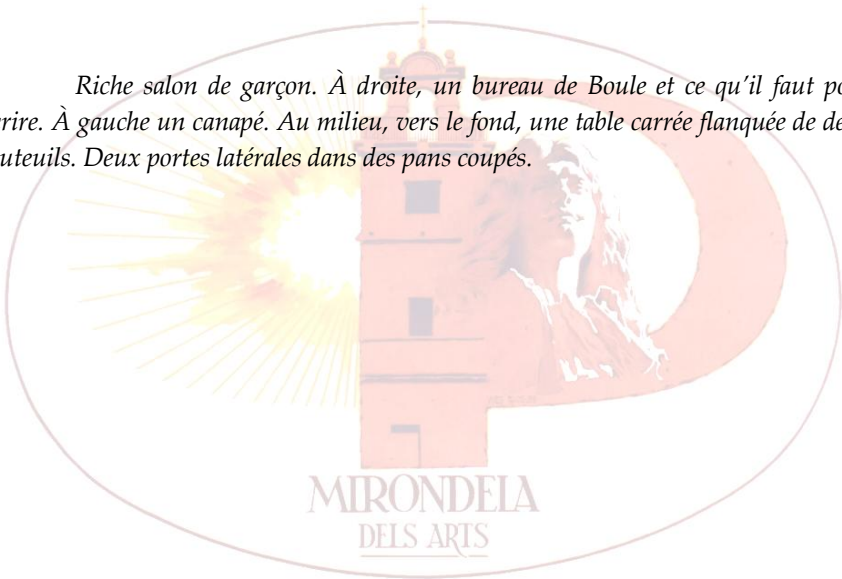 Riche salon de garçon. À droite, un bureau de Boule et ce qu'il faut
À gauche un canapé. Au milieu, vers le fond, une table carrée flanquée de
Deux portes latérales dans des pans coupés.
MIRONDELA
DELS ARTS